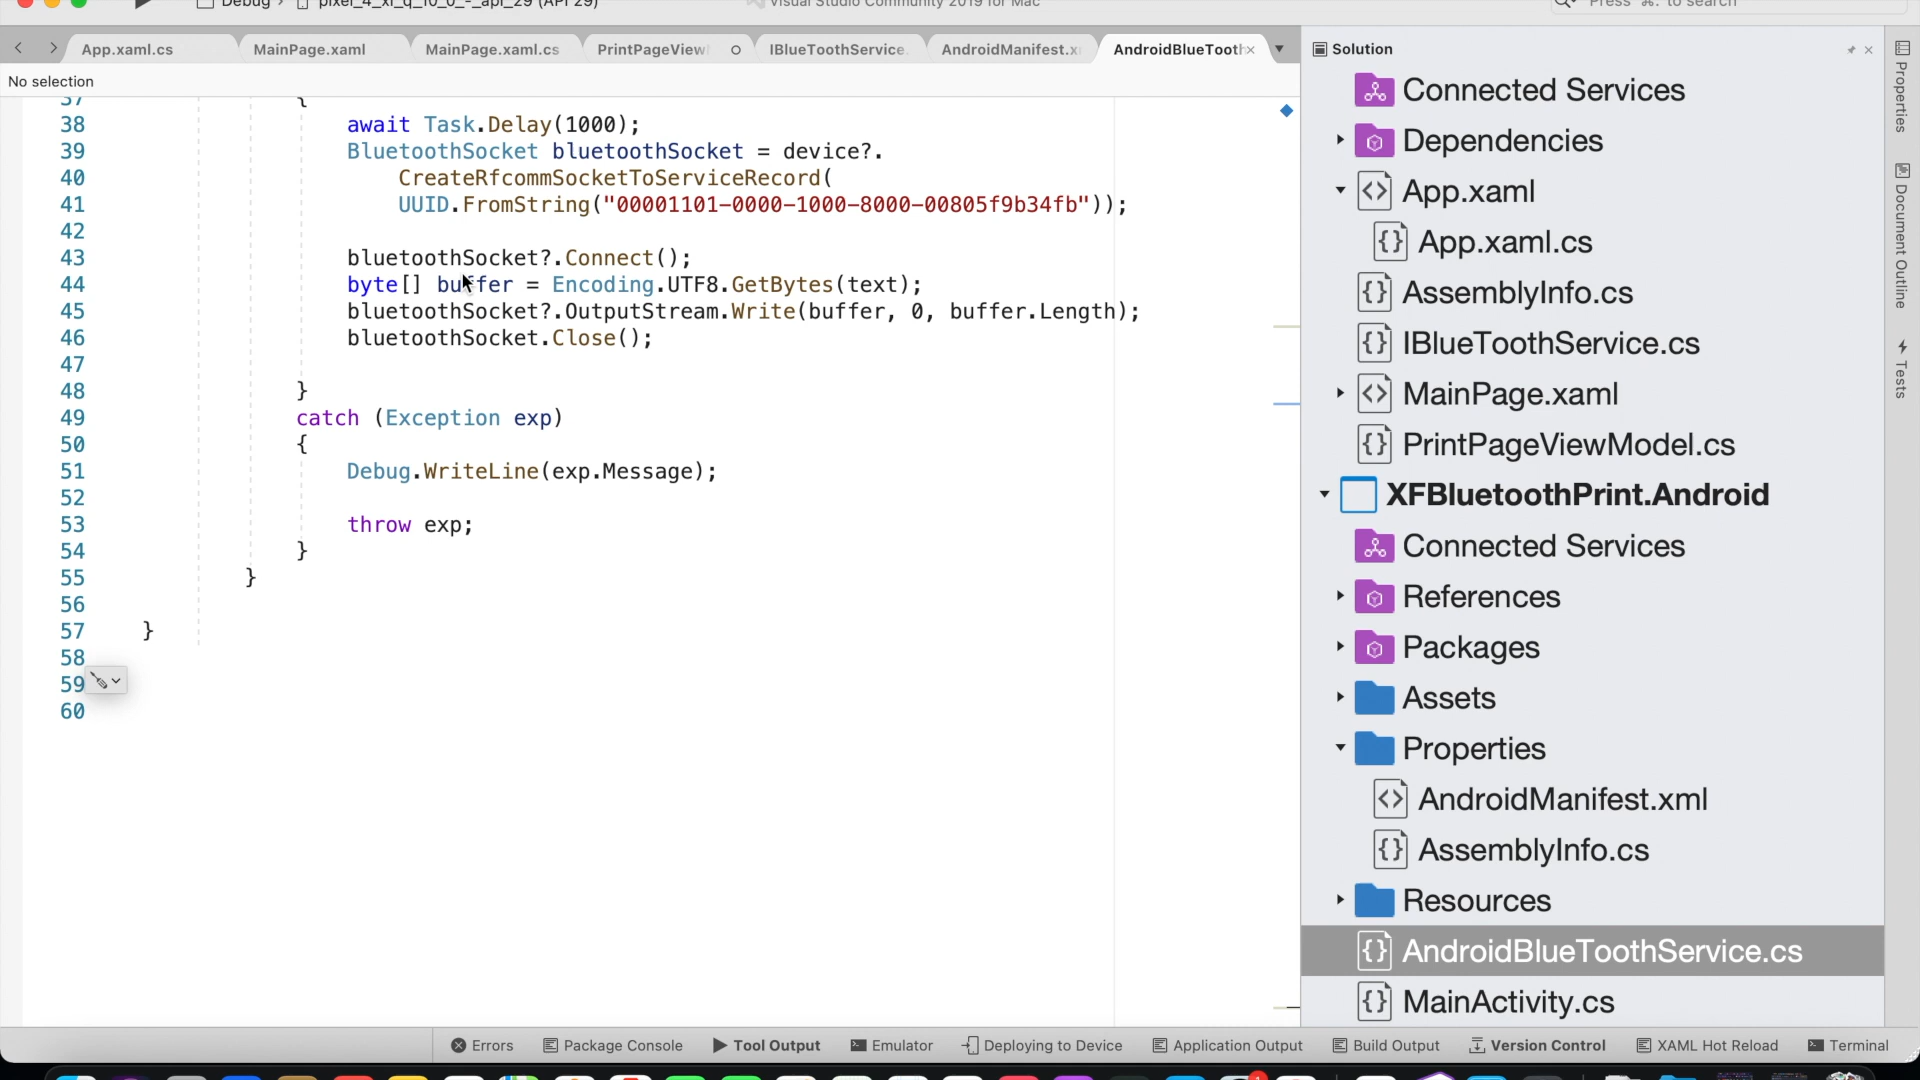 Debug › pixel_4_xl_q_10_0_-_api_29 (API 29)
Visual Studio Community 2019 for Mac
Press ⌘. to search
App.xaml.cs
MainPage.xaml
MainPage.xaml.cs
PrintPageView
IBlueToothService.
AndroidManifest.x
AndroidBlueTooth
Solution
No selection
37 {
38 await Task.Delay(1000);
39 BluetoothSocket bluetoothSocket = device?.
40 CreateRfcommSocketToServiceRecord(
41 UUID.FromString("00001101-0000-1000-8000-00805f9b34fb"));
42
43 bluetoothSocket?.Connect();
44 byte[] buffer = Encoding.UTF8.GetBytes(text);
45 bluetoothSocket?.OutputStream.Write(buffer, 0, buffer.Length);
46 bluetoothSocket.Close();
47
48 }
49 catch (Exception exp)
50 {
51 Debug.WriteLine(exp.Message);
52
53 throw exp;
54 }
55 }
56
57 }
58
59
60
Connected Services
Dependencies
App.xaml
App.xaml.cs
AssemblyInfo.cs
IBlueToothService.cs
MainPage.xaml
PrintPageViewModel.cs
XFBluetoothPrint.Android
Connected Services
References
Packages
Assets
Properties
AndroidManifest.xml
AssemblyInfo.cs
Resources
AndroidBlueToothService.cs
MainActivity.cs
Properties
Document Outline
Tests
Errors
Package Console
Tool Output
Emulator
Deploying to Device
Application Output
Build Output
Version Control
XAML Hot Reload
Terminal